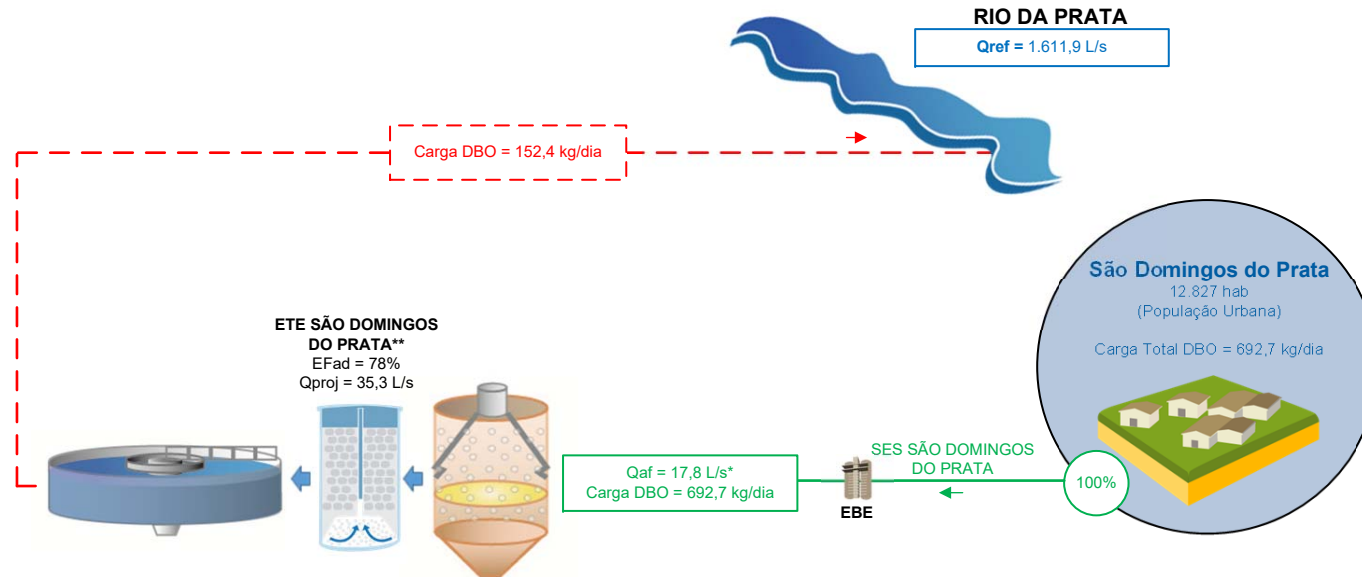 RIO DA PRATA
Qref = 1.611,9 L/s
Carga DBO = 152,4 kg/dia
São Domingos do Prata
12.827 hab
(População Urbana)
Carga Total DBO = 692,7 kg/dia
ETE SÃO DOMINGOS
DO PRATA**
EFad = 78%
Qproj = 35,3 L/s
Qaf = 17,8 L/s*
Carga DBO = 692,7 kg/dia
EBE
SES SÃO DOMINGOS
DO PRATA
100%